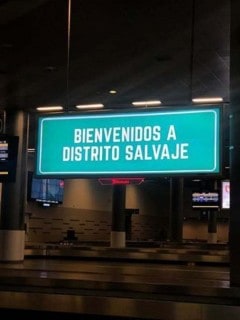 BIENVENIDOS A
DISTRITO SALVAJE